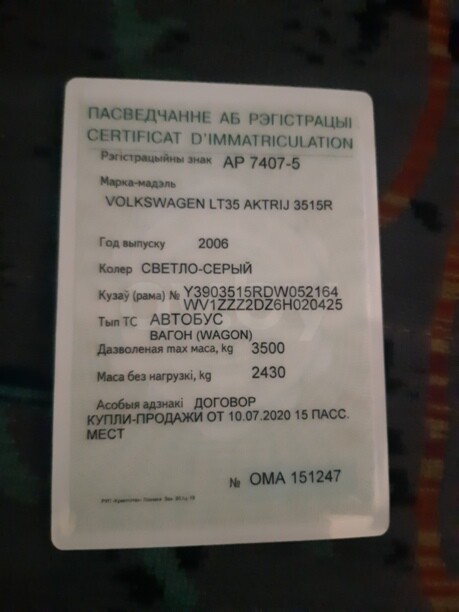 ПАСВЕДЧАННЕ АБ РЭГІСТРАЦЫІ
CERTIFICAT D'IMMATRICULATION
Рэгістрацыйны знак АР 7407-5
Марка-мадэль
VOLKSWAGEN LT35 AKTRIJ 3515R
Год выпуску 2006
Колер СВЕТЛО-СЕРЫЙ
Кузаў (рама) № Y3903515RDW052164
WV1ZZZ2DZ6H020425
Тып ТС АВТОБУС
ВАГОН (WAGON)
Дазволеная max маса, kg 3500
Маса без нагрузкі, kg 2430
Асобыя адзнакі ДОГОВОР
КУПЛИ-ПРОДАЖИ ОТ 10.07.2020 15 ПАСС.
МЕСТ
№ ОМА 151247